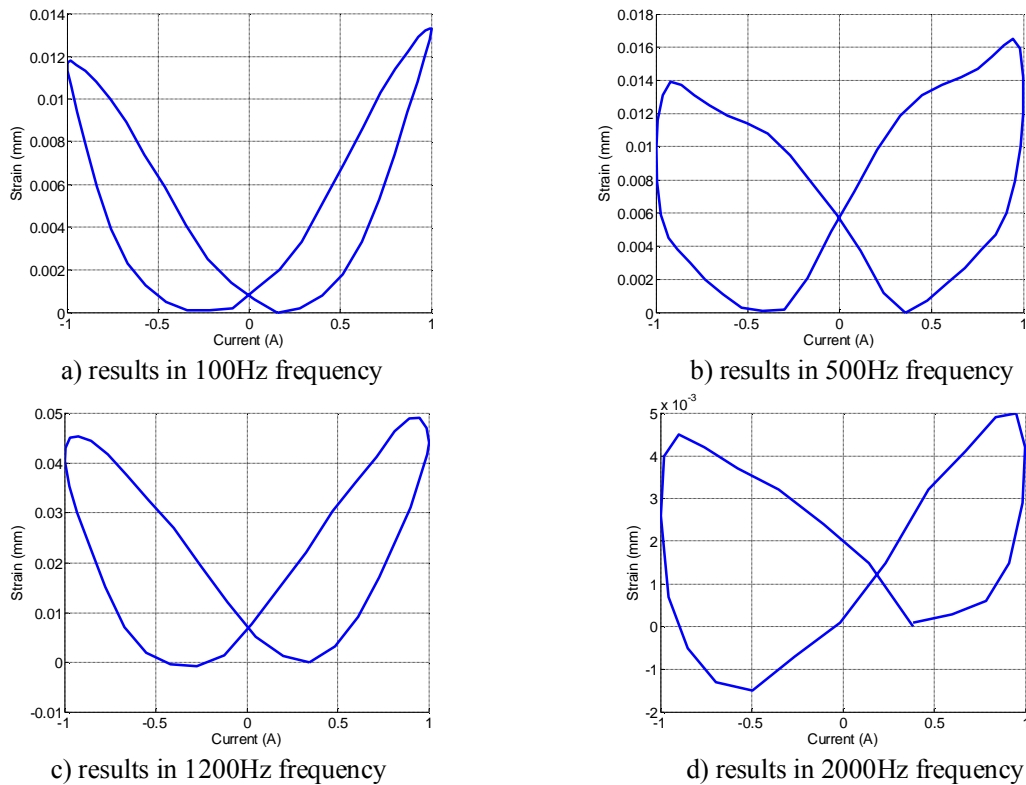 0.014
0.012
0.01
0.008
0.006
0.004
0.002
0
Strain (mm)
-1 -0.5 0 0.5 1
Current (A)
a) results in 100Hz frequency
0.018
0.016
0.014
0.012
0.01
0.008
0.006
0.004
0.002
0
Strain (mm)
-1 -0.5 0 0.5 1
Current (A)
b) results in 500Hz frequency
0.05
0.04
0.03
0.02
0.01
0
-0.01
Strain (mm)
-1 -0.5 0 0.5 1
Current (A)
c) results in 1200Hz frequency
x 10-3
5
4
3
2
1
0
-1
-2
Strain (mm)
-1 -0.5 0 0.5 1
Current (A)
d) results in 2000Hz frequency